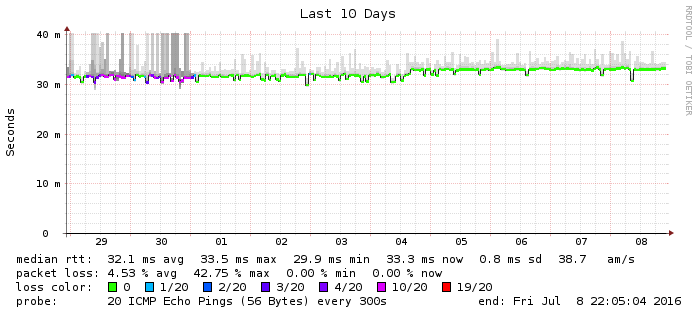 Last 10 Days
RRDTOOL / TOBI OETIKER
Seconds
40 m
30 m
20 m
10 m
0
29 30 01 02 03 04 05 06 07 08
median rtt: 32.1 ms avg 33.5 ms max 29.9 ms min 33.3 ms now 0.8 ms sd 38.7 am/s
packet loss: 4.53 % avg 42.75 % max 0.00 % min 0.00 % now
loss color: 0 1/20 2/20 3/20 4/20 10/20 19/20
probe: 20 ICMP Echo Pings (56 Bytes) every 300s end: Fri Jul 8 22:05:04 2016